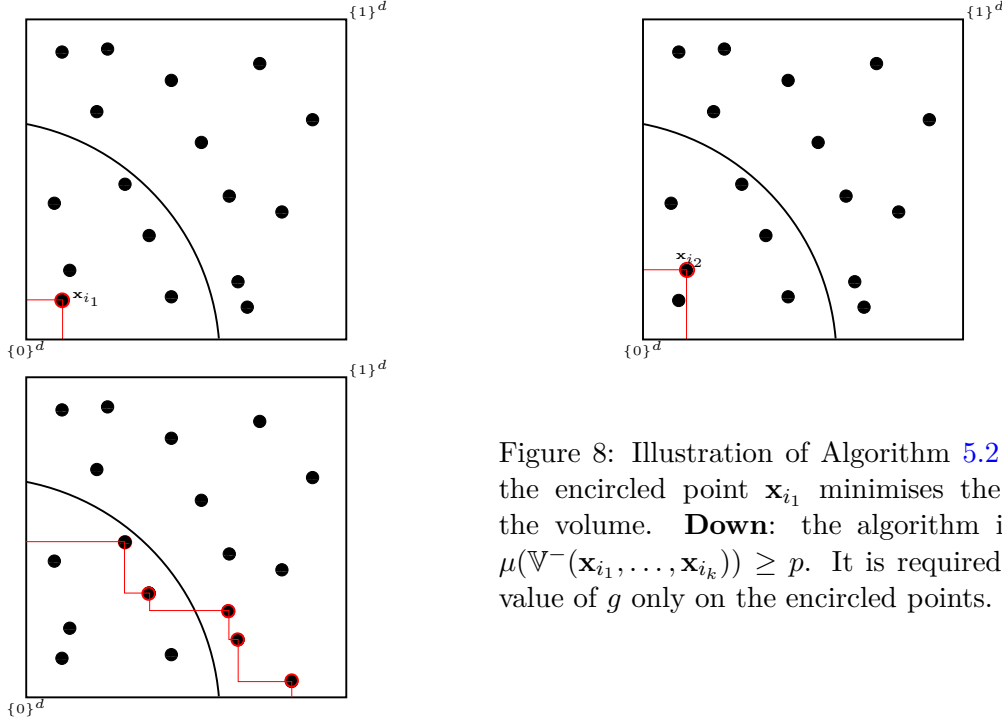 {1}^d
{1}^d
𝐱_{i_1}
𝐱_{i_2}
{0}^d
{0}^d
{1}^d
Figure 8: Illustration of Algorithm 5.2
the encircled point 𝐱_{i_1} minimises the
the volume. Down: the algorithm i
μ(𝕍^−(𝐱_{i_1}, . . . , 𝐱_{i_k})) ≥ p. It is required
value of g only on the encircled points.
{0}^d